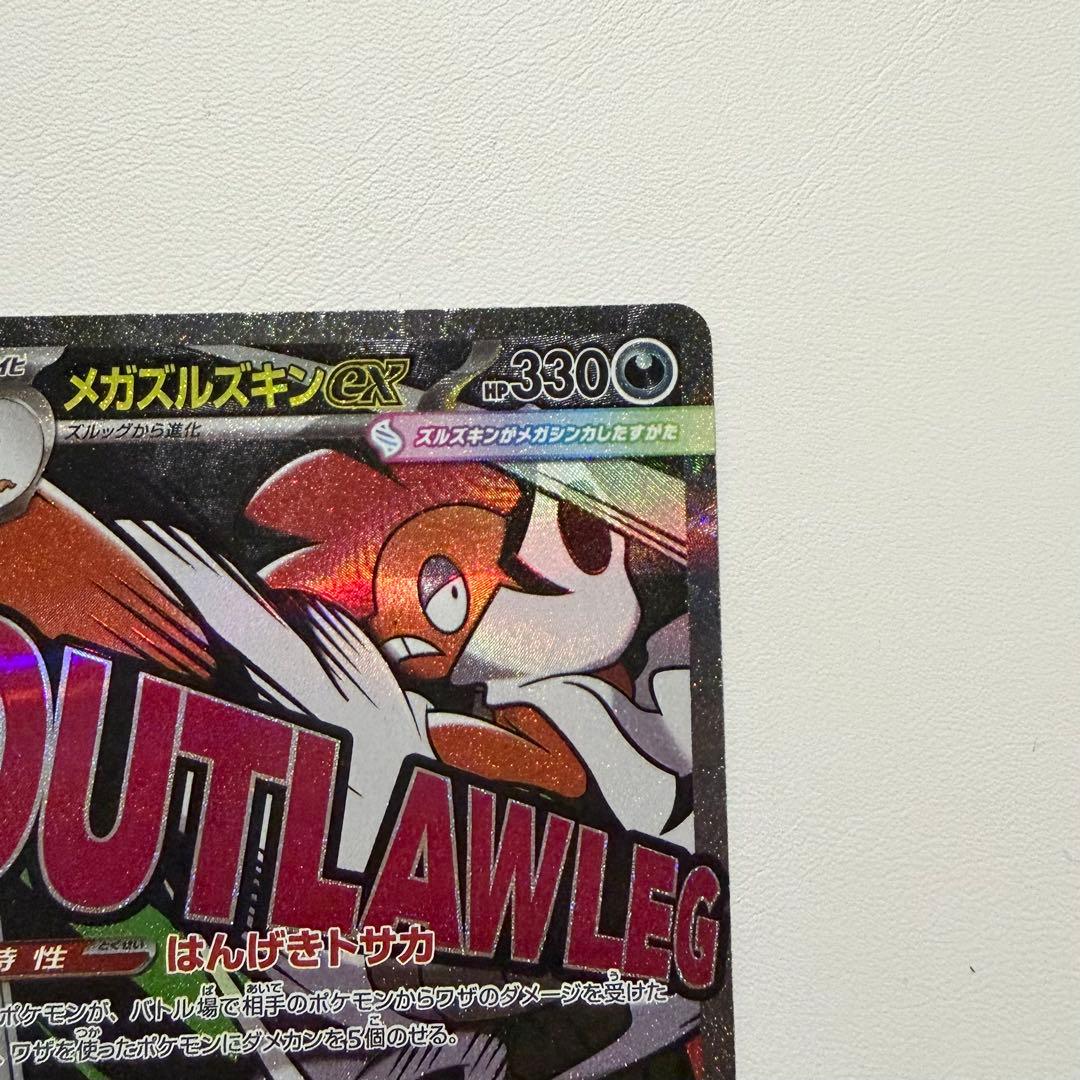 メガズルズキンex HP330
ズルッグから進化
ズルズキンがメガシンカしたすがた
OUTLAWLEG
特性 とくせい はんげきトサカ
ポケモンが、バトル場で相手のポケモンからワザのダメージを受けた
、ワザを使ったポケモンにダメカンを5個のせる。